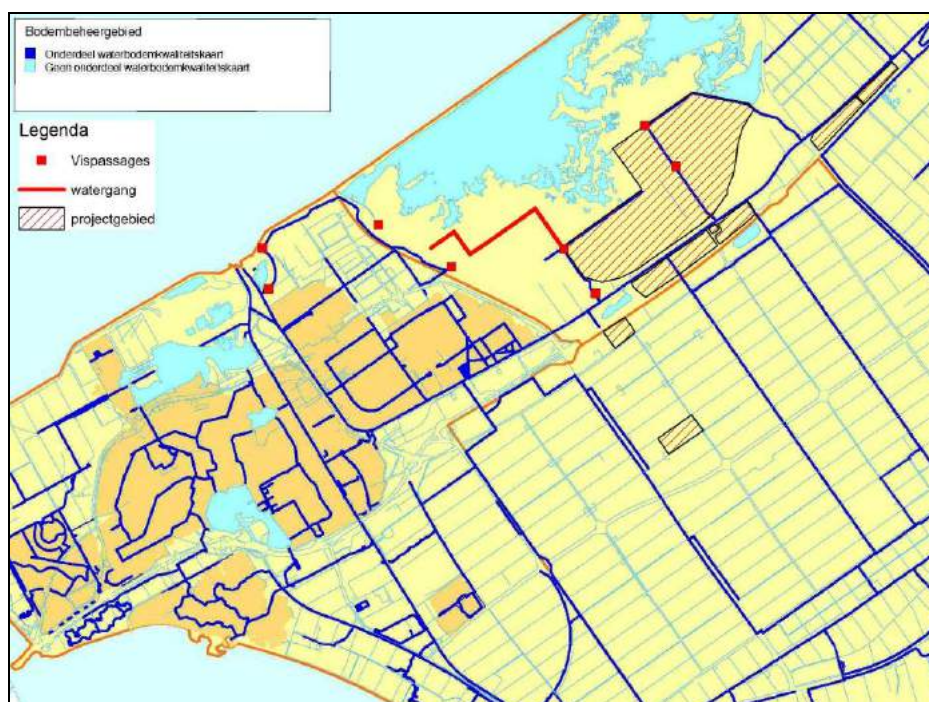 Bodembeheergebied
Onderdeel waterbodemkwaliteitskaart
Geen onderdeel waterbodemkwaliteitskaart
Legenda
Vispassages
watergang
projectgebied